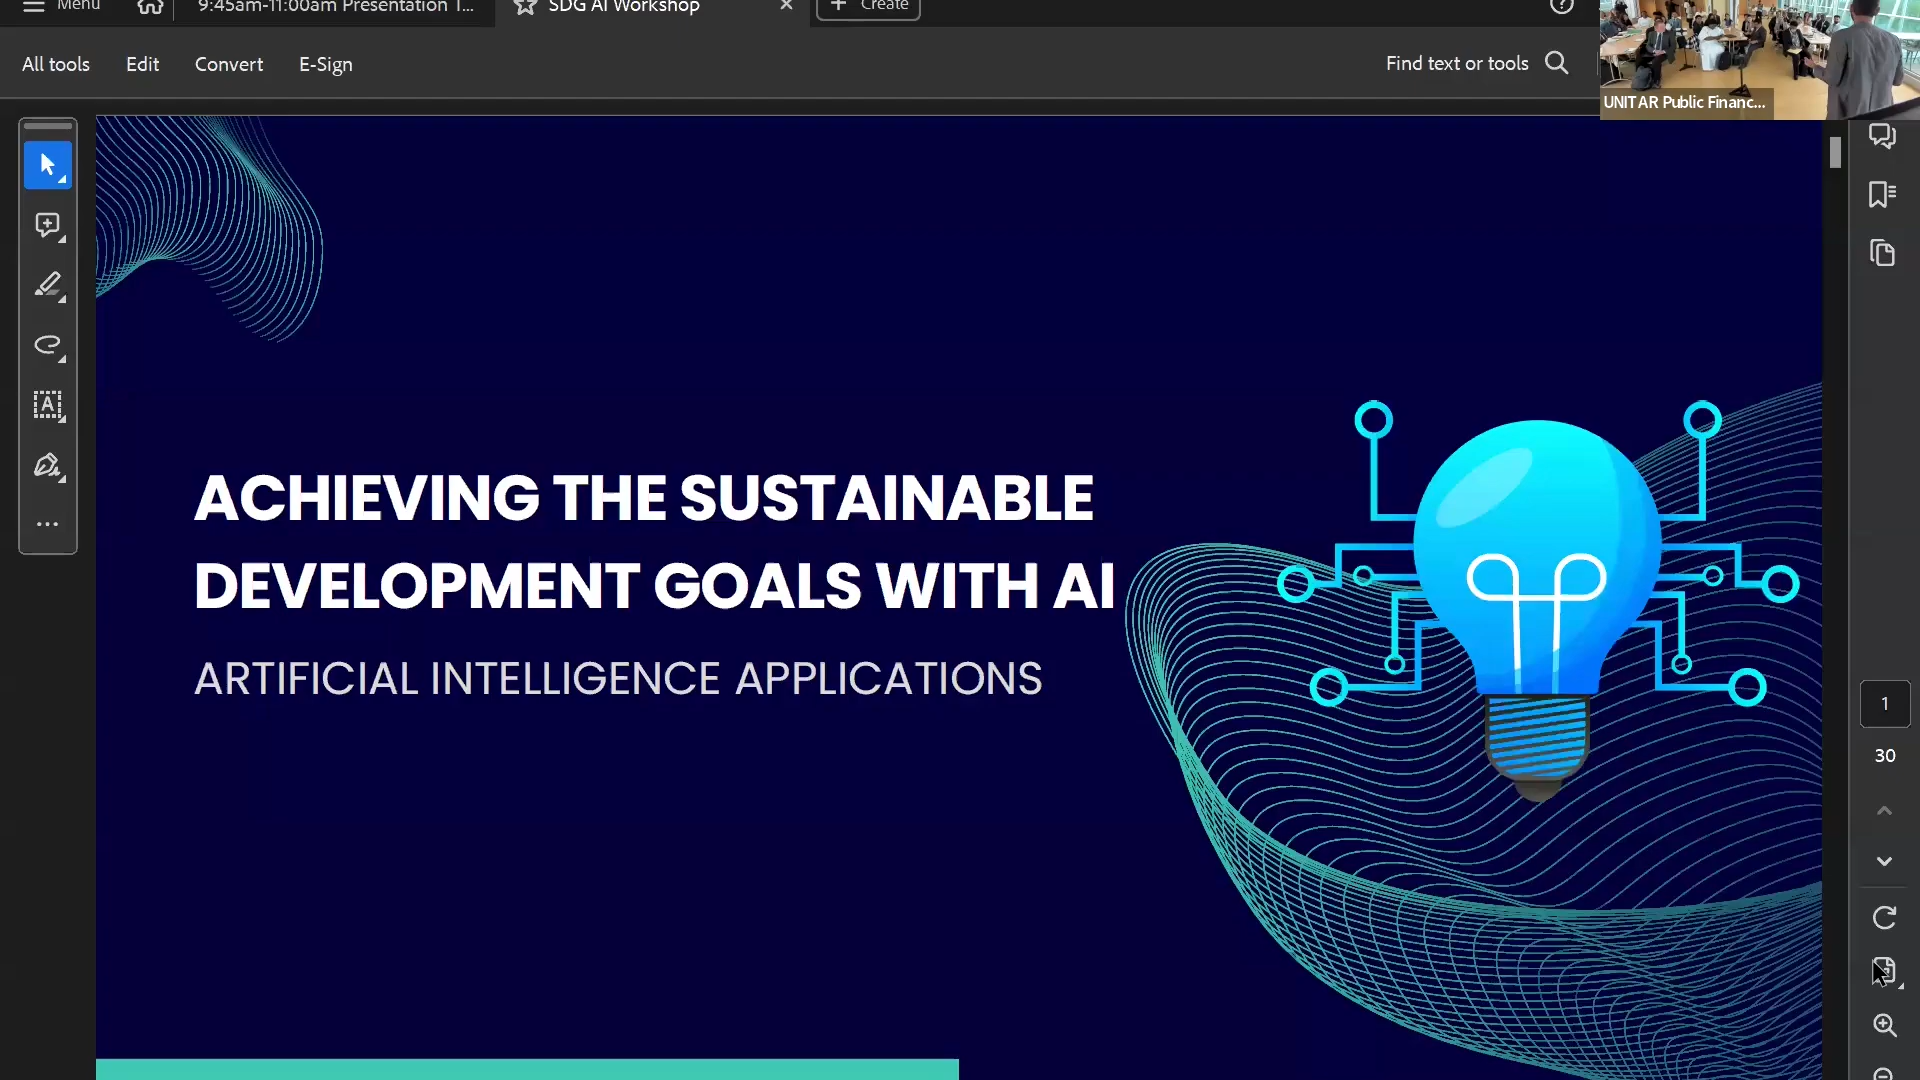 Menu
9:45am-11:00am Presentation T...
SDG AI Workshop
Create
All tools
Edit
Convert
E-Sign
Find text or tools
UNITAR Public Financ...
ACHIEVING THE SUSTAINABLE
DEVELOPMENT GOALS WITH AI
ARTIFICIAL INTELLIGENCE APPLICATIONS
1
30